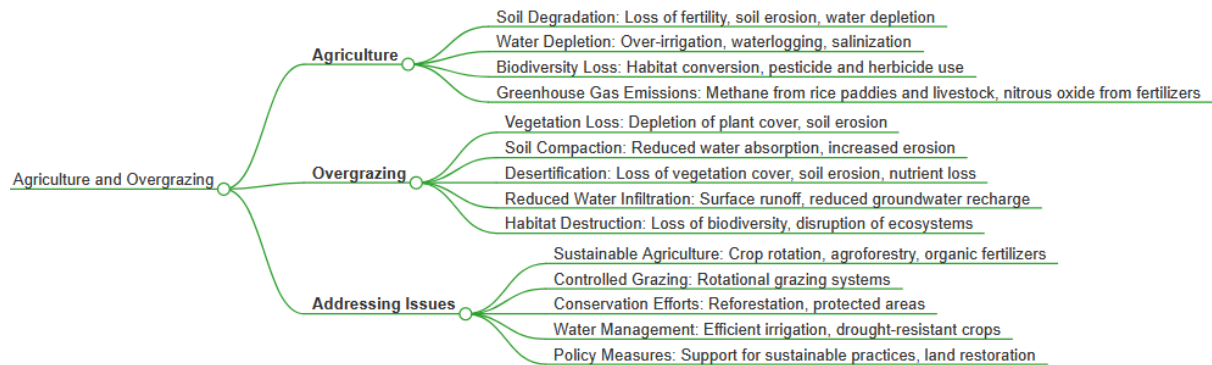 Agriculture and Overgrazing
Agriculture
Soil Degradation: Loss of fertility, soil erosion, water depletion
Water Depletion: Over-irrigation, waterlogging, salinization
Biodiversity Loss: Habitat conversion, pesticide and herbicide use
Greenhouse Gas Emissions: Methane from rice paddies and livestock, nitrous oxide from fertilizers
Overgrazing
Vegetation Loss: Depletion of plant cover, soil erosion
Soil Compaction: Reduced water absorption, increased erosion
Desertification: Loss of vegetation cover, soil erosion, nutrient loss
Reduced Water Infiltration: Surface runoff, reduced groundwater recharge
Habitat Destruction: Loss of biodiversity, disruption of ecosystems
Addressing Issues
Sustainable Agriculture: Crop rotation, agroforestry, organic fertilizers
Controlled Grazing: Rotational grazing systems
Conservation Efforts: Reforestation, protected areas
Water Management: Efficient irrigation, drought-resistant crops
Policy Measures: Support for sustainable practices, land restoration